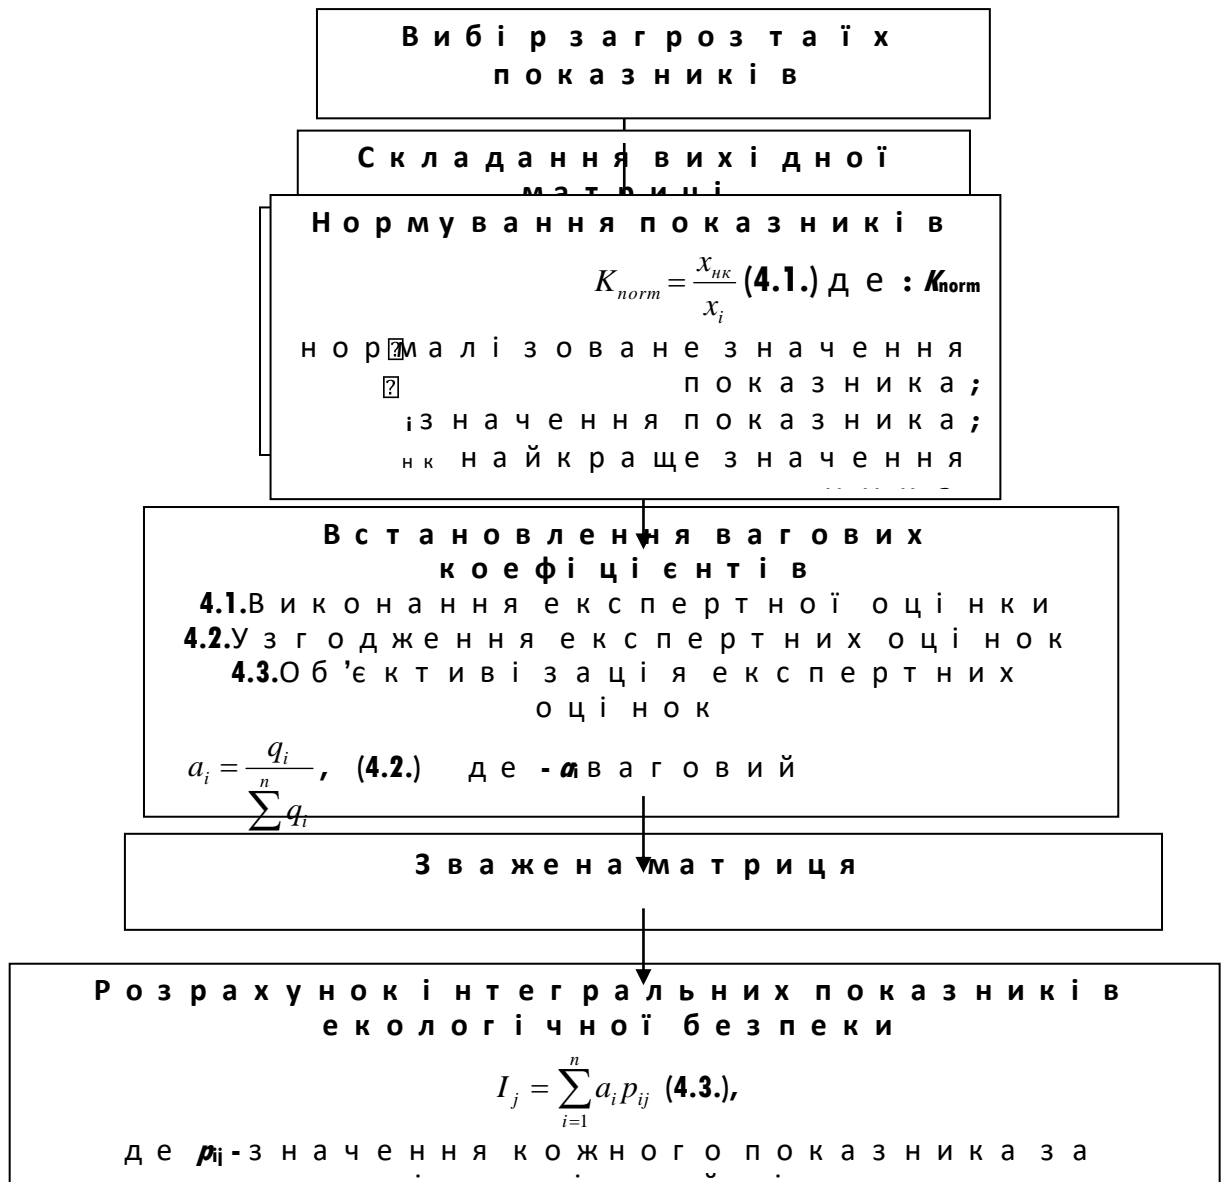 Вибір загроз та їх
показників
Складання вихідної
матриці
Нормування показників
K_norm = x_нк / x_i (4.1.) де : K_norm
нормалізоване значення
показника;
i значення показника;
нк найкраще значення
Встановлення вагових
коефіцієнтів
4.1.Виконання експертної оцінки
4.2.Узгодження експертних оцінок
4.3.Об’єктивізація експертних
оцінок
a_i = q_i / ∑^n q_i , (4.2.) де - a_i ваговий
Зважена матриця
Розрахунок інтегральних показників
екологічної безпеки
I_j = ∑_{i=1}^n a_i p_ij (4.3.),
де p_ij - значення кожного показника за